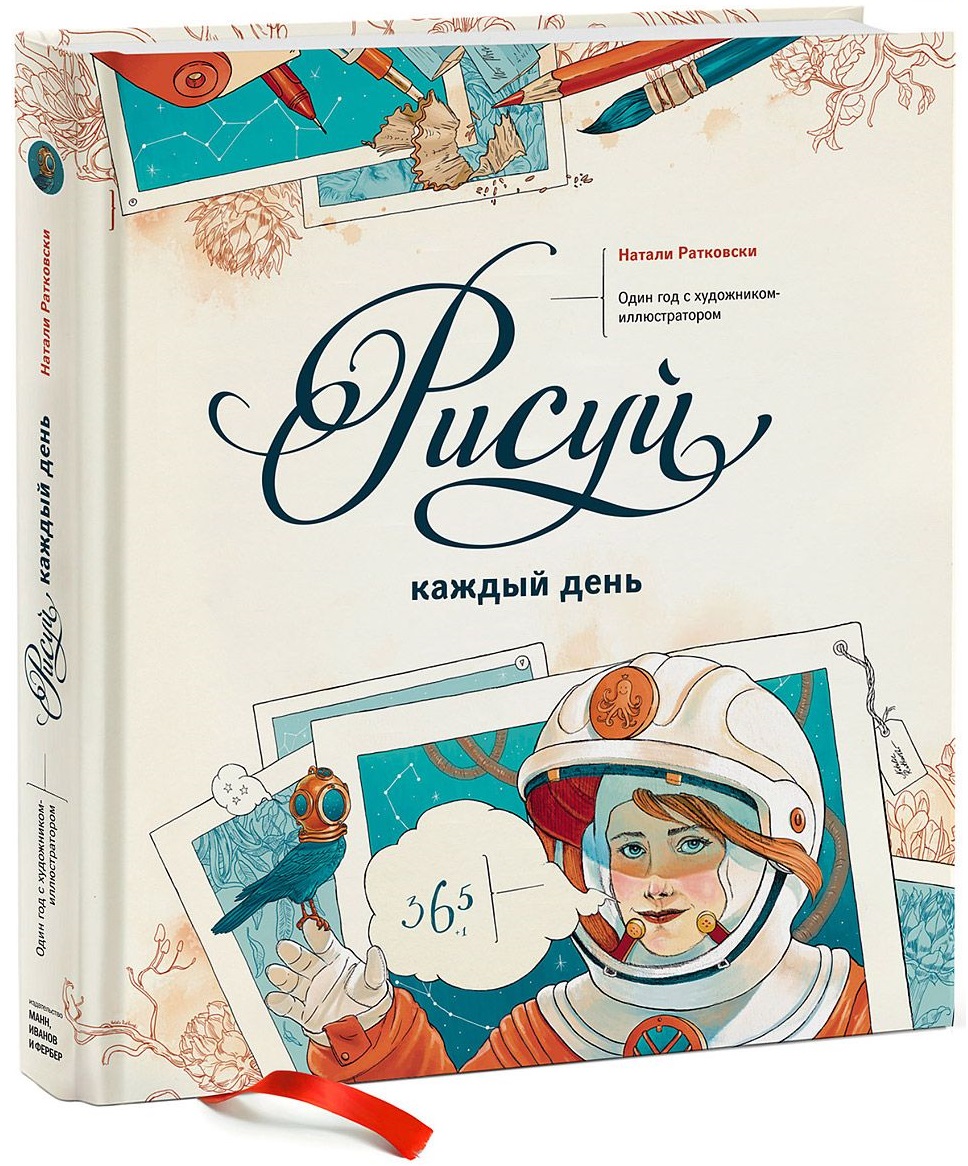 Натали Ратковски
Один год с художником-
иллюстратором
Рисуй
каждый день
365
+1
Натали Ратковски
Рисуй каждый день
Один год с художником-
иллюстратором
издательство
МАНН,
ИВАНОВ
И ФЕРБЕР